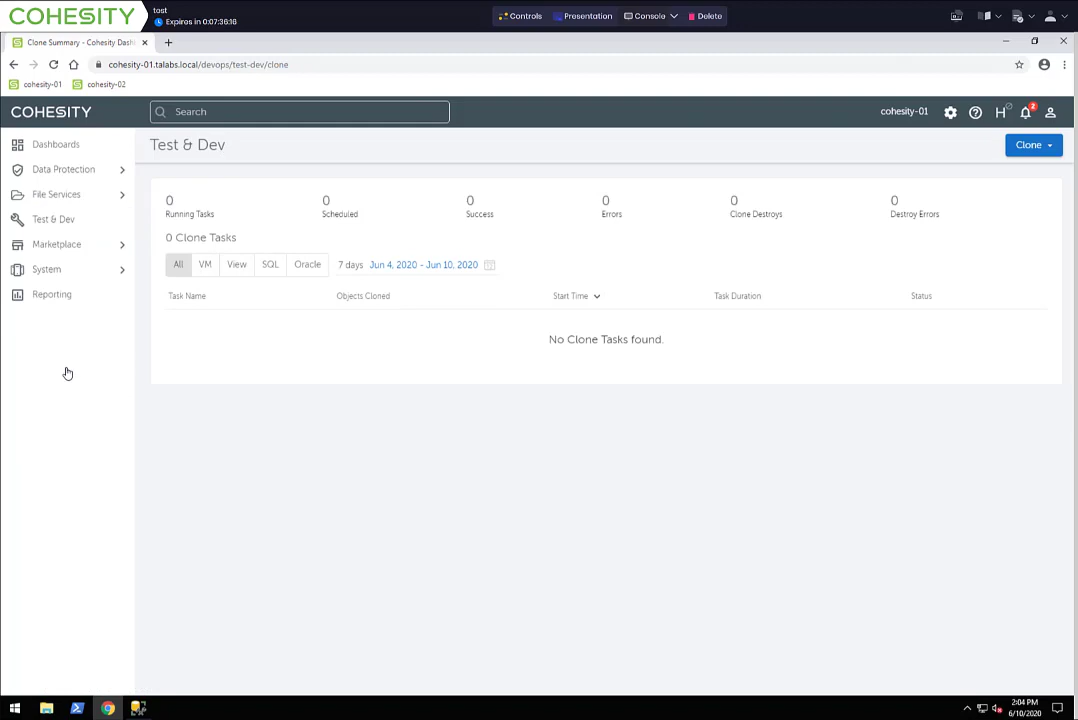 COHESITY
test
Expires in 0:07:36:16
Controls
Presentation
Console
Delete
Clone Summary - Cohesity Dash
cohesity-01.talabs.local/devops/test-dev/clone
cohesity-01
cohesity-02
COHESITY
Search
cohesity-01
2
Dashboards
Data Protection
File Services
Test & Dev
Marketplace
System
Reporting
Test & Dev
Clone
0 0 0 0 0 0
Running Tasks Scheduled Success Errors Clone Destroys Destroy Errors
0 Clone Tasks
All VM View SQL Oracle 7 days Jun 4, 2020 - Jun 10, 2020
Task Name Objects Cloned Start Time Task Duration Status
No Clone Tasks found.
2:04 PM
6/10/2020